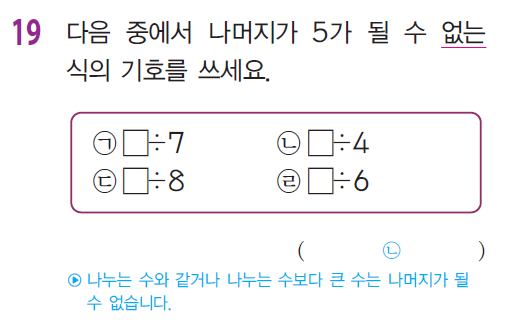 19 다음 중에서 나머지가 5가 될 수 없는
식의 기호를 쓰세요.
㉠ □÷7 ㉡ □÷4
㉢ □÷8 ㉣ □÷6
( ㉡ )
▶ 나누는 수와 같거나 나누는 수보다 큰 수는 나머지가 될
수 없습니다.